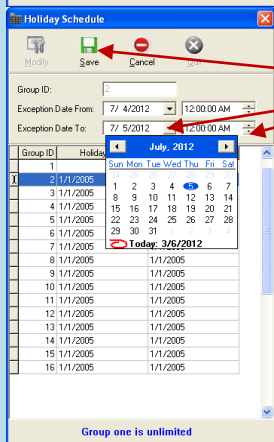 Holiday Schedule
Modify Save Cancel Quit
Group ID: 2
Exception Date From: 7/ 4/2012 12:00:00 AM
Exception Date To: 7/ 5/2012 12:00:00 AM
July, 2012
Sun Mon Tue Wed Thu Fri Sat
24 25 26 27 28 29 30
1 2 3 4 5 6 7
8 9 10 11 12 13 14
15 16 17 18 19 20 21
22 23 24 25 26 27 28
29 30 31 1 2 3 4
Today: 3/6/2012
Group ID Holiday
1
2 1/1/2005
3 1/1/2005
4 1/1/2005
5 1/1/2005
6 1/1/2005
7 1/1/2005
8 1/1/2005 1/1/2005
9 1/1/2005 1/1/2005
10 1/1/2005 1/1/2005
11 1/1/2005 1/1/2005
12 1/1/2005 1/1/2005
13 1/1/2005 1/1/2005
14 1/1/2005 1/1/2005
15 1/1/2005 1/1/2005
16 1/1/2005 1/1/2005
Group one is unlimited